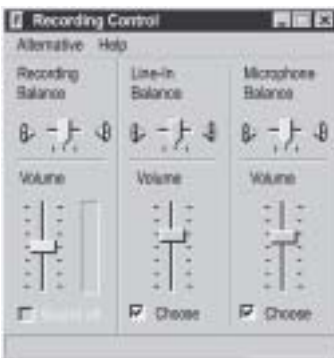 Recording Control
Alternative Help
Recording Balance
Line-In Balance
Microphone Balance
Volume
Volume
Volume
Choose
Choose